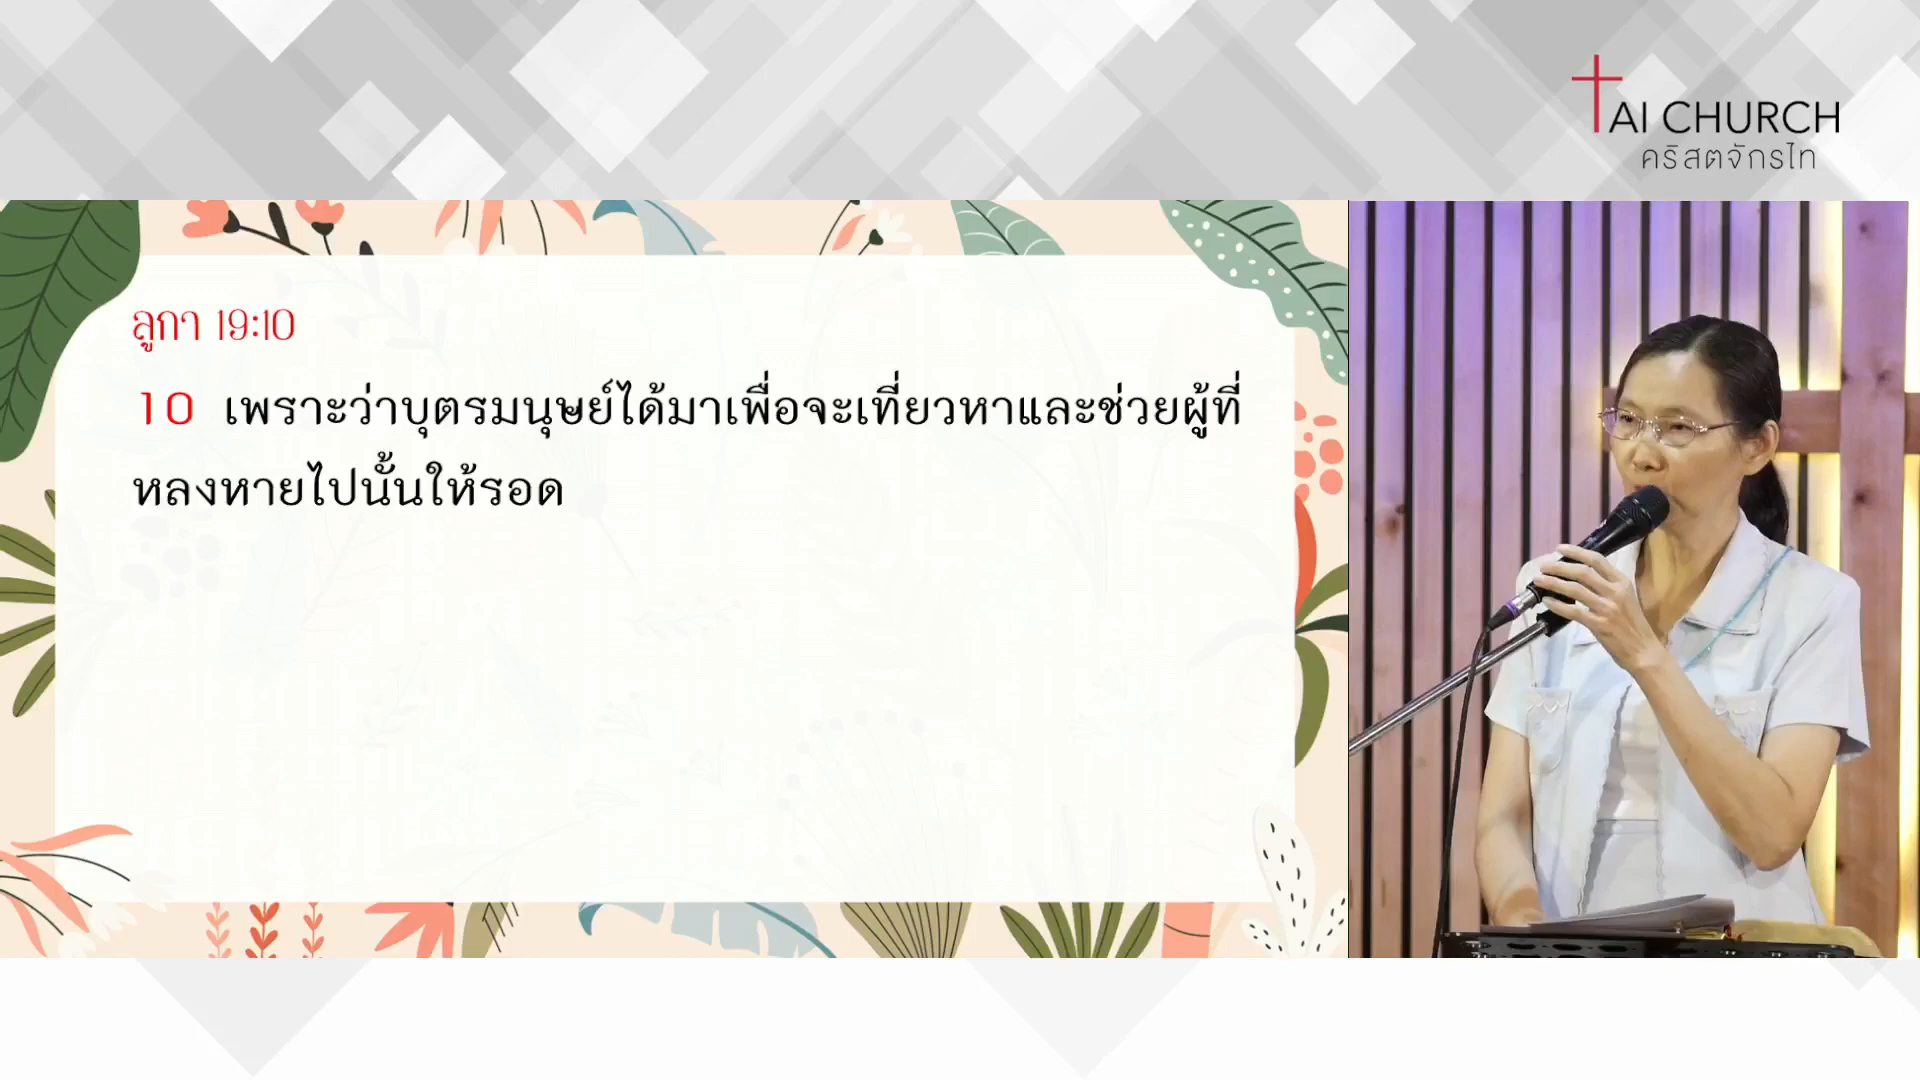 TAI CHURCH
คริสตจักรไท
ลูกา 19:10
10 เพราะว่าบุตรมนุษย์ได้มาเพื่อจะเที่ยวหาและช่วยผู้ที่
หลงหายไปนั้นให้รอด